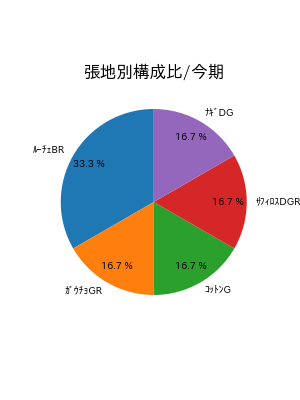 張地別構成比/今期
ﾅｷﾞDG
16.7 %
ﾙｰﾁｪBR
33.3 %
16.7 %
ｻﾌｨﾛｽDGR
16.7 %
16.7 %
ｶﾞｳﾁｮGR
ｺｯﾄﾝG